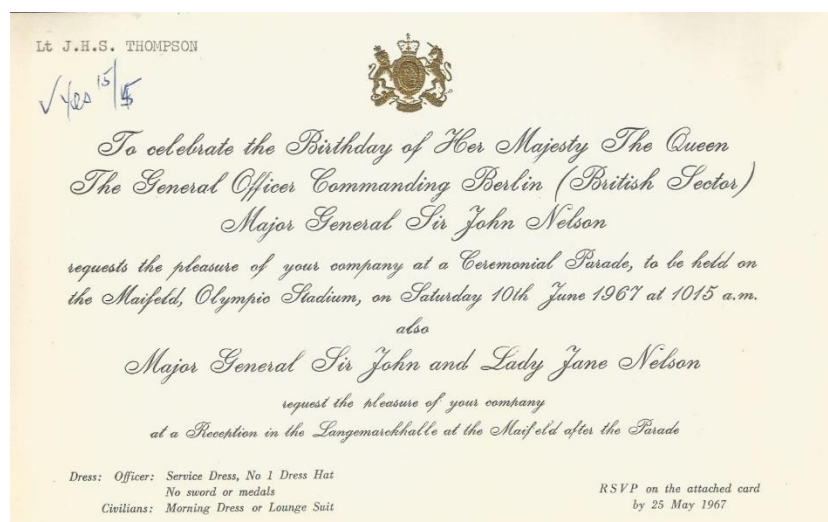 Lt J.H.S. THOMPSON
✓ Yes 15/5
To celebrate the Birthday of Her Majesty The Queen
The General Officer Commanding Berlin (British Sector)
Major General Sir John Nelson
requests the pleasure of your company at a Ceremonial Parade, to be held on
the Maifeld, Olympic Stadium, on Saturday 10th June 1967 at 1015 a.m.
also
Major General Sir John and Lady Jane Nelson
request the pleasure of your company
at a Reception in the Langemarckhalle at the Maifeld after the Parade
Dress: Officer: Service Dress, No 1 Dress Hat
No sword or medals
Civilians: Morning Dress or Lounge Suit
RSVP on the attached card
by 25 May 1967